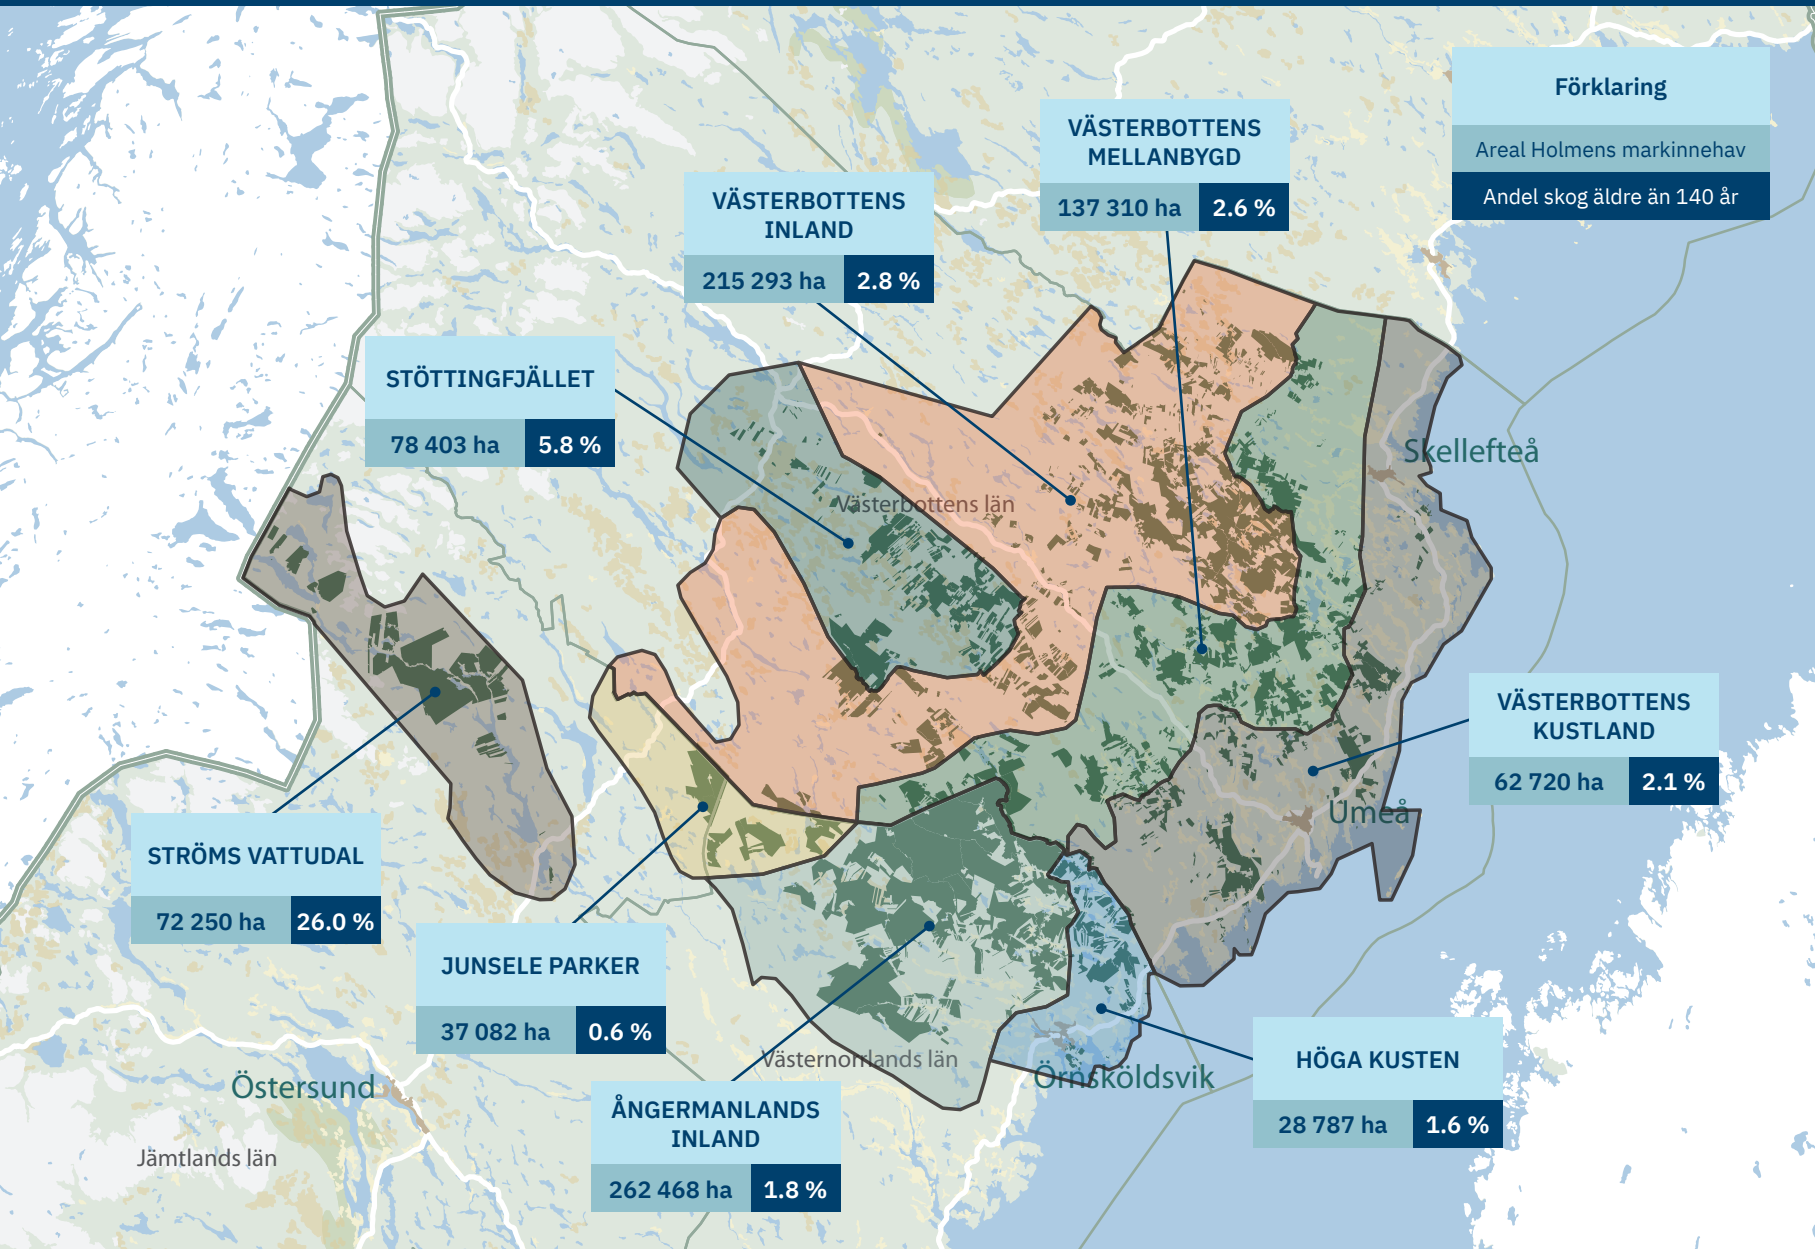 Förklaring
Areal Holmens markinnehav
Andel skog äldre än 140 år
VÄSTERBOTTENS
MELLANBYGD
137 310 ha 2.6 %
VÄSTERBOTTENS
INLAND
215 293 ha 2.8 %
STÖTTINGFJÄLLET
78 403 ha 5.8 %
Skellefteå
Västerbottens län
VÄSTERBOTTENS
KUSTLAND
62 720 ha 2.1 %
Umeå
STRÖMS VATTUDAL
72 250 ha 26.0 %
JUNSELE PARKER
37 082 ha 0.6 %
Västernorrlands län
Örnsköldsvik
HÖGA KUSTEN
28 787 ha 1.6 %
Östersund
ÅNGERMANLANDS
INLAND
262 468 ha 1.8 %
Jämtlands län